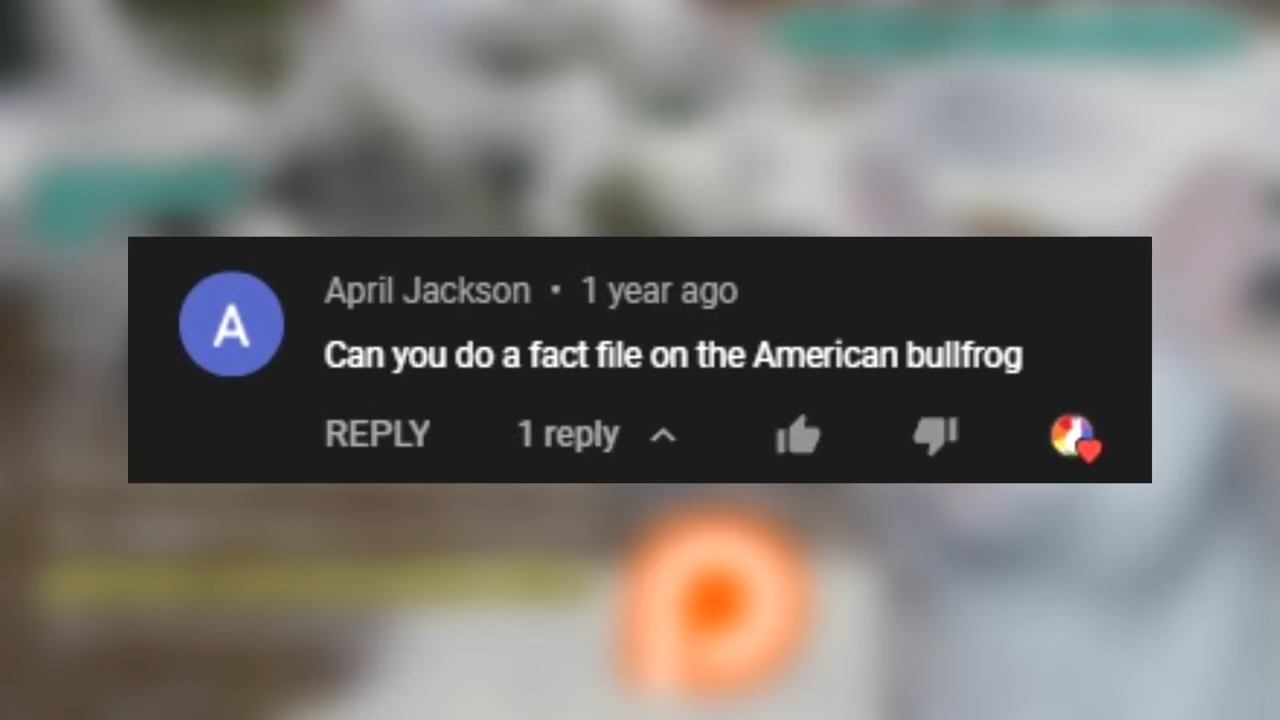 A
April Jackson • 1 year ago
Can you do a fact file on the American bullfrog
REPLY 1 reply